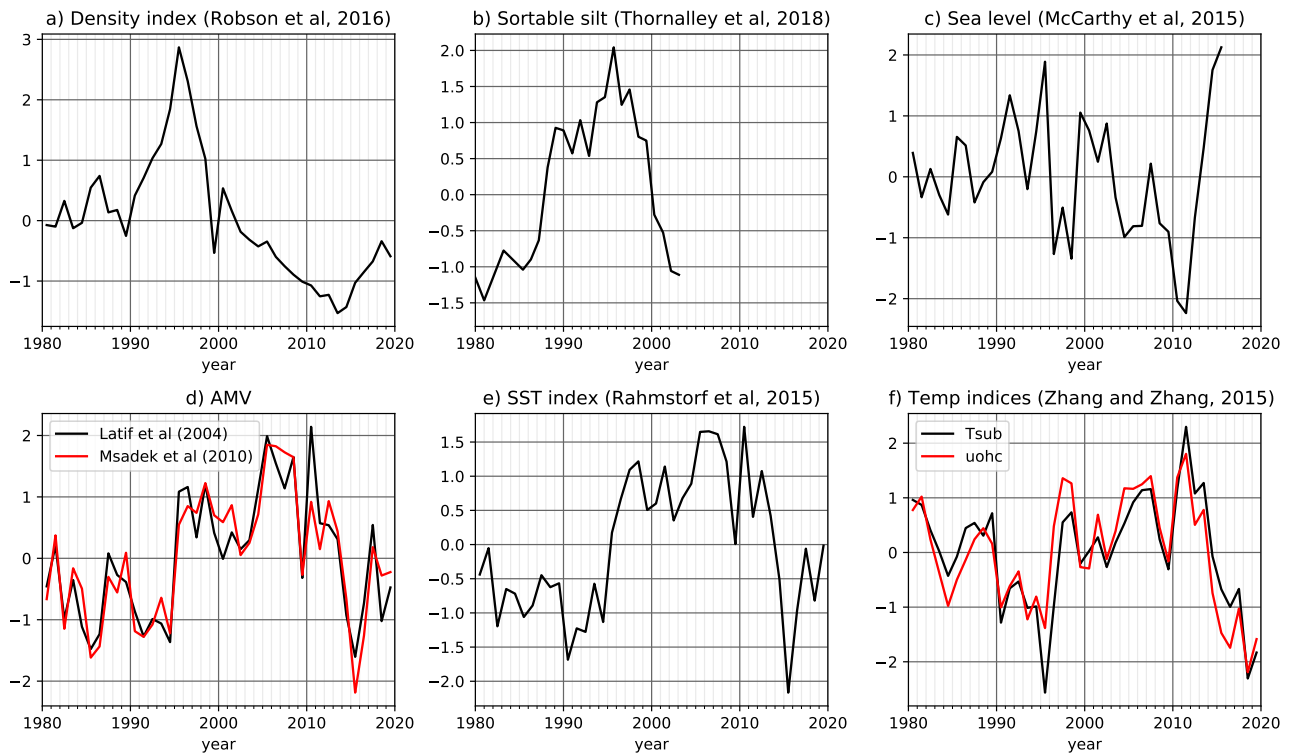 a) Density index (Robson et al, 2016)
3
2
1
0
−1
1980 1990 2000 2010 2020
year
b) Sortable silt (Thornalley et al, 2018)
2.0
1.5
1.0
0.5
0.0
−0.5
−1.0
−1.5
1980 1990 2000 2010 2020
year
c) Sea level (McCarthy et al, 2015)
2
1
0
−1
−2
1980 1990 2000 2010 2020
year
d) AMV
Latif et al (2004)
Msadek et al (2010)
2
1
0
−1
−2
1980 1990 2000 2010 2020
year
e) SST index (Rahmstorf et al, 2015)
1.5
1.0
0.5
0.0
−0.5
−1.0
−1.5
−2.0
1980 1990 2000 2010 2020
year
f) Temp indices (Zhang and Zhang, 2015)
Tsub
uohc
2
1
0
−1
−2
1980 1990 2000 2010 2020
year